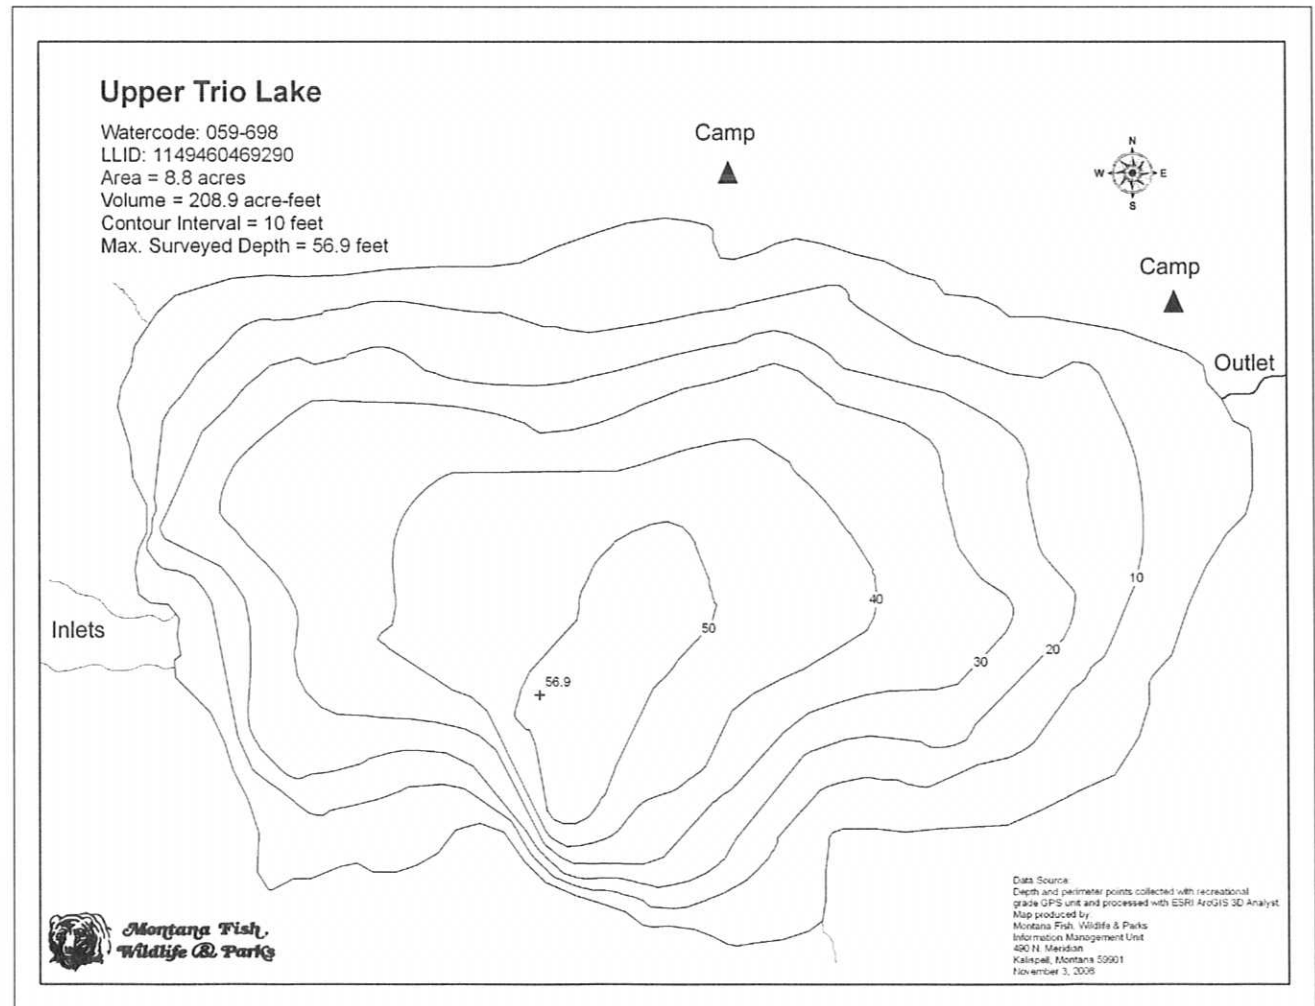 Upper Trio Lake
Watercode: 059-698
LLID: 1149460469290
Area = 8.8 acres
Volume = 208.9 acre-feet
Contour Interval = 10 feet
Max. Surveyed Depth = 56.9 feet
Camp
N
W E
S
Camp
Outlet
Inlets
10
40
50
20
30
56.9
Data Source:
Depth and perimeter points collected with recreational
grade GPS unit and processed with ESRI ArcGIS 3D Analyst.
Map produced by
Montana Fish, Wildlife & Parks
Information Management Unit
490 N. Meridian
Kalispell, Montana 59901
November 3, 2006
Montana Fish,
Wildlife & Parks